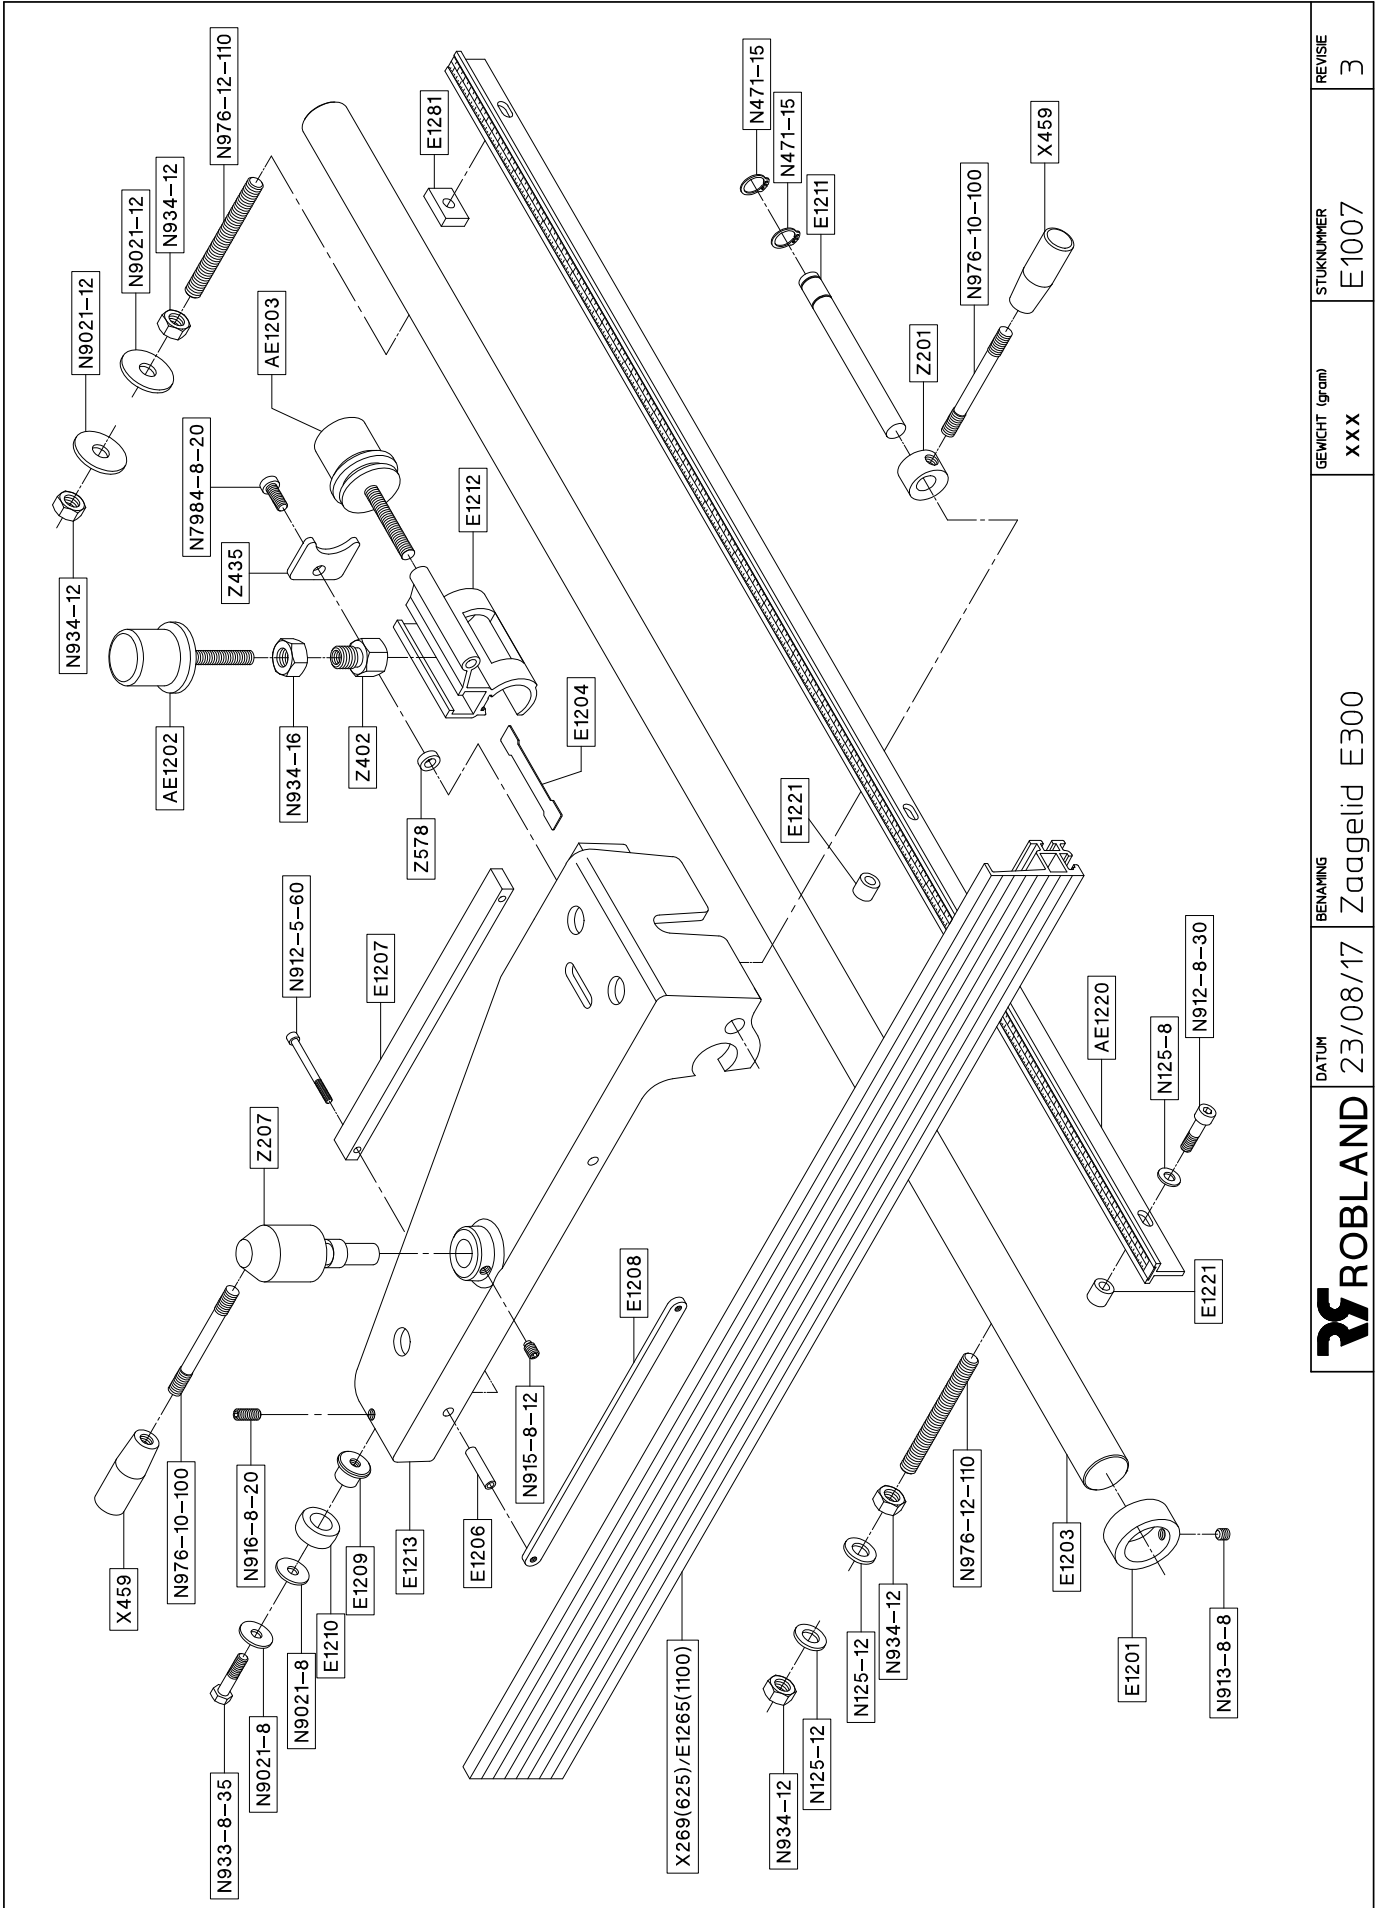 N933-8-35
N9021-8
N9021-8
E1210
E1209
X459
N976-10-100
N916-8-20
Z207
E1213
E1206
N915-8-12
E1208
N912-5-60
E1207
AE1202
N934-16
Z402
Z578
E1204
N934-12
N9021-12
N9021-12
N934-12
N976-12-110
Z435
N7984-8-20
AE1203
E1212
E1281
N471-15
N471-15
E1211
X459
N976-10-100
Z201
E1221
X269(625)/E1265(1100)
N934-12
N125-12
N125-12
N934-12
N976-12-110
E1203
E1201
N913-8-8
AE1220
N125-8
N912-8-30
E1221
ROBLAND
DATUM
23/08/17
BENAMING
Zaagelid E300
GEWICHT (gram)
xxx
STUKNUMMER
E1007
REVISIE
3